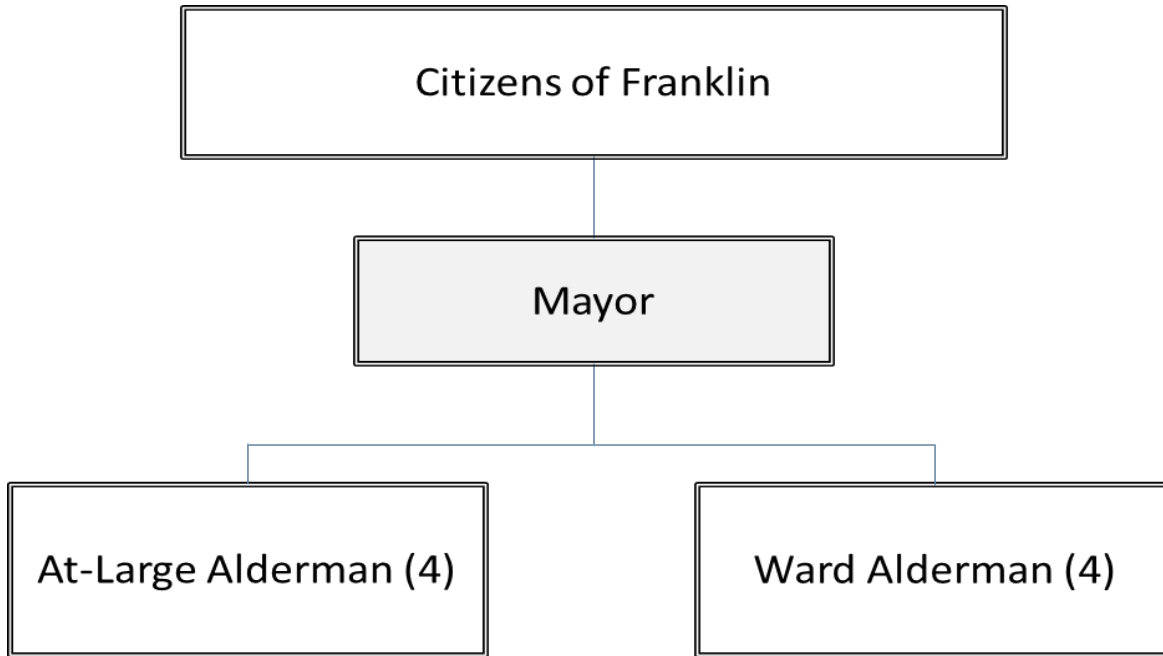 Citizens of Franklin
Mayor
At-Large Alderman (4)
Ward Alderman (4)